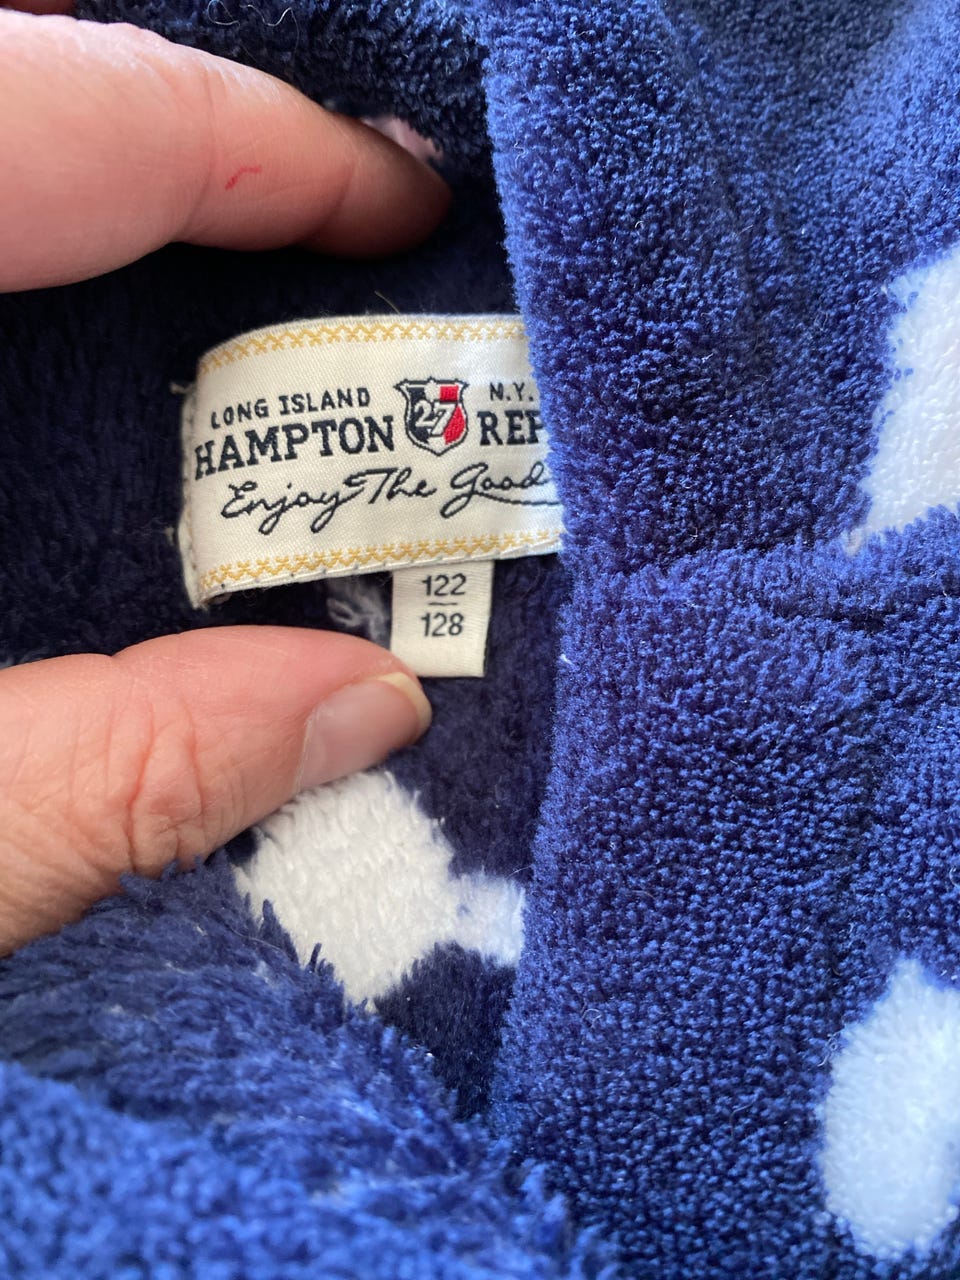 LONG ISLAND N.Y.
HAMPTON 27 REP
Enjoy The Good
122
128